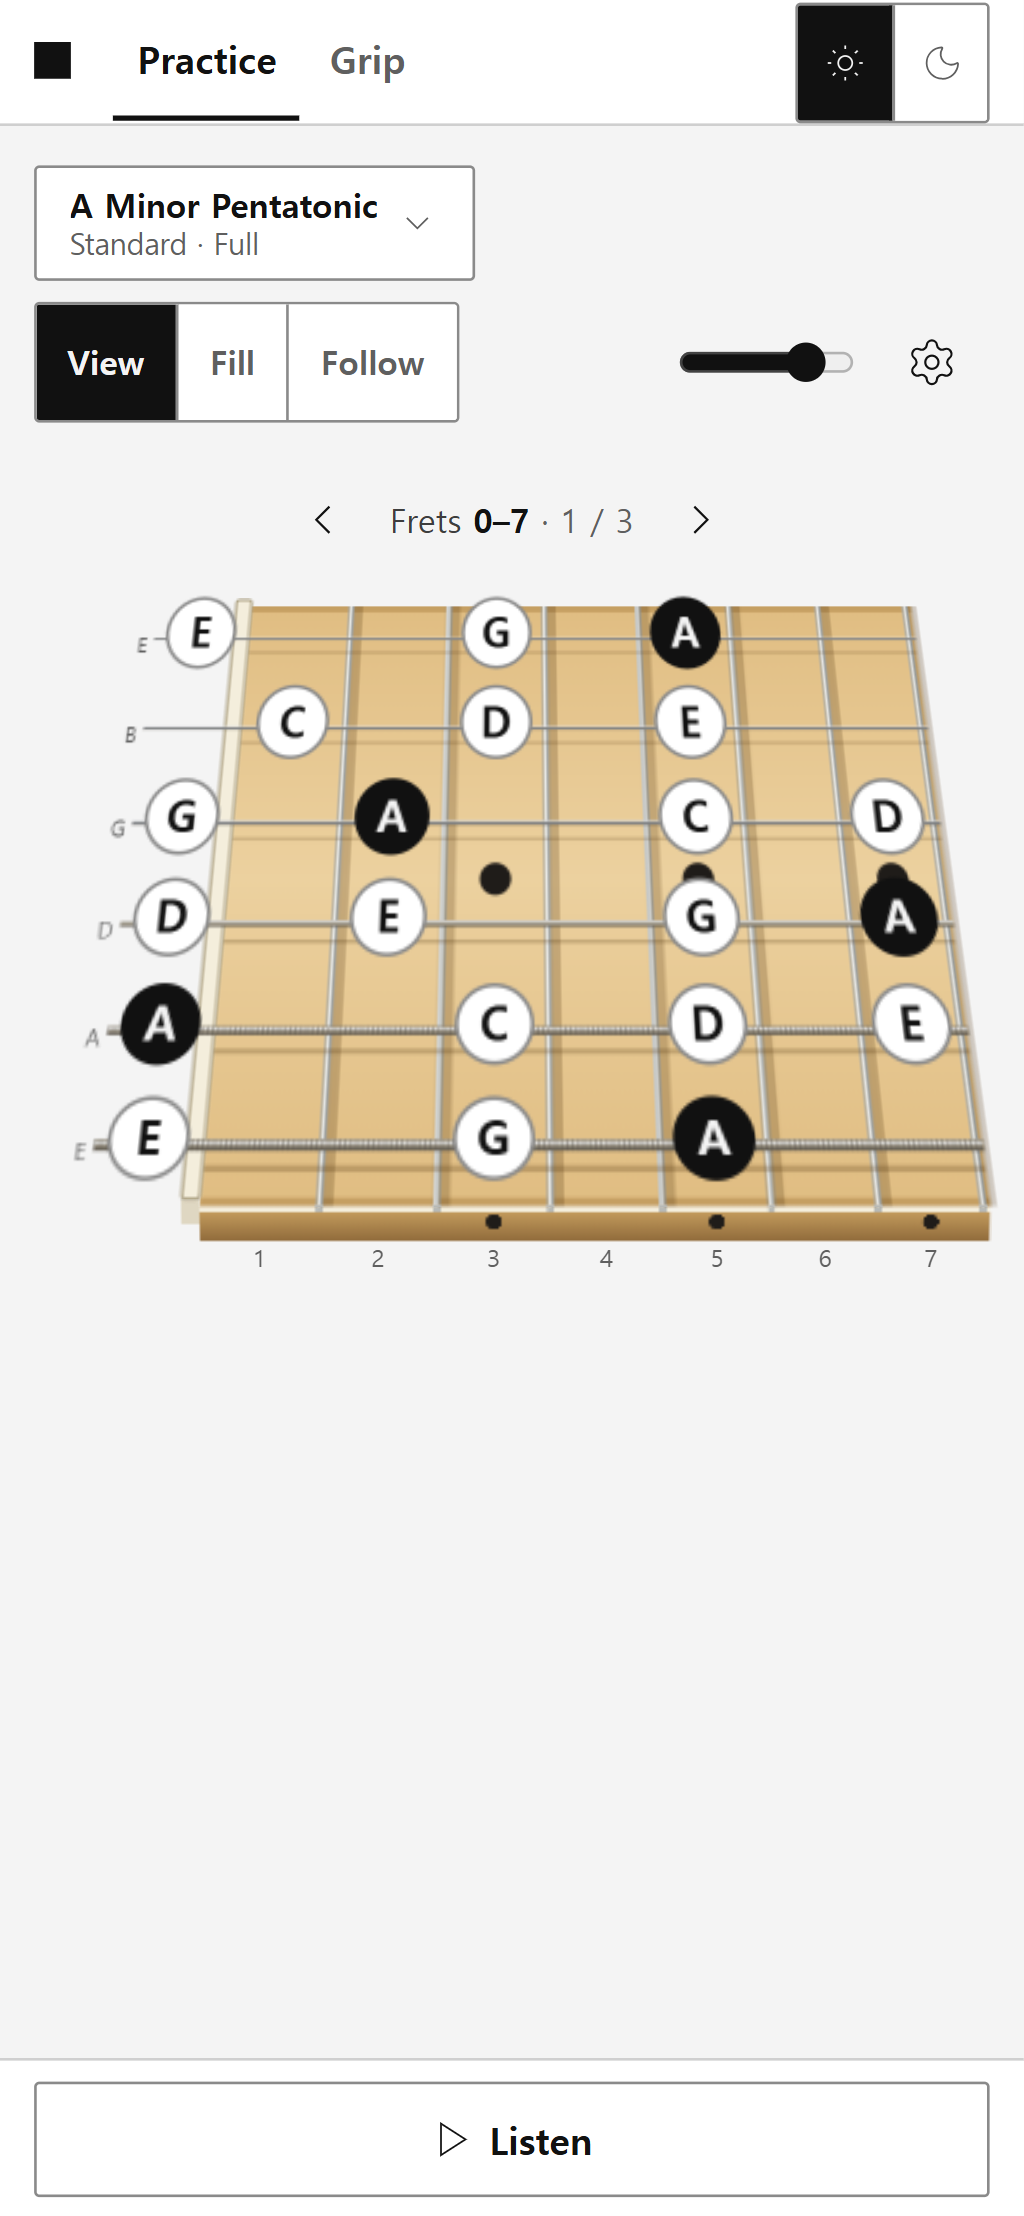 Practice Grip
A Minor Pentatonic
Standard · Full
View Fill Follow
Frets 0–7 · 1 / 3
E E G A
B C D E
G G A C D
D D E G A
A A C D E
E E G A
1 2 3 4 5 6 7
Listen